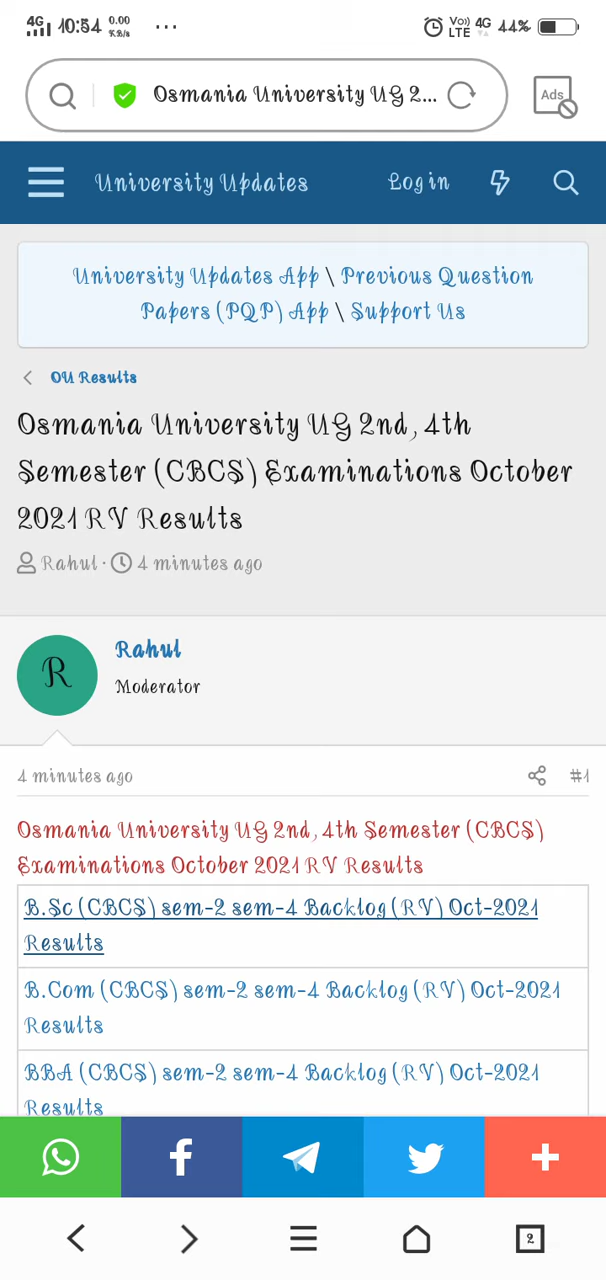 4G 10:54 0.00 K.B/s ... Vo)) LTE 4G 44%
Osmania University UG 2... Ads
University Updates Log in
University Updates App \ Previous Question
Papers (PQP) App \ Support Us
OU Results
Osmania University UG 2nd, 4th
Semester (CBCS) Examinations October
2021 RV Results
Rahul · 4 minutes ago
R
Rahul
Moderator
4 minutes ago #1
Osmania University UG 2nd, 4th Semester (CBCS)
Examinations October 2021 RV Results
B.Sc (CBCS) sem-2 sem-4 Backlog (RV) Oct-2021
Results
B.Com (CBCS) sem-2 sem-4 Backlog (RV) Oct-2021
Results
BBA (CBCS) sem-2 sem-4 Backlog (RV) Oct-2021
Results
2